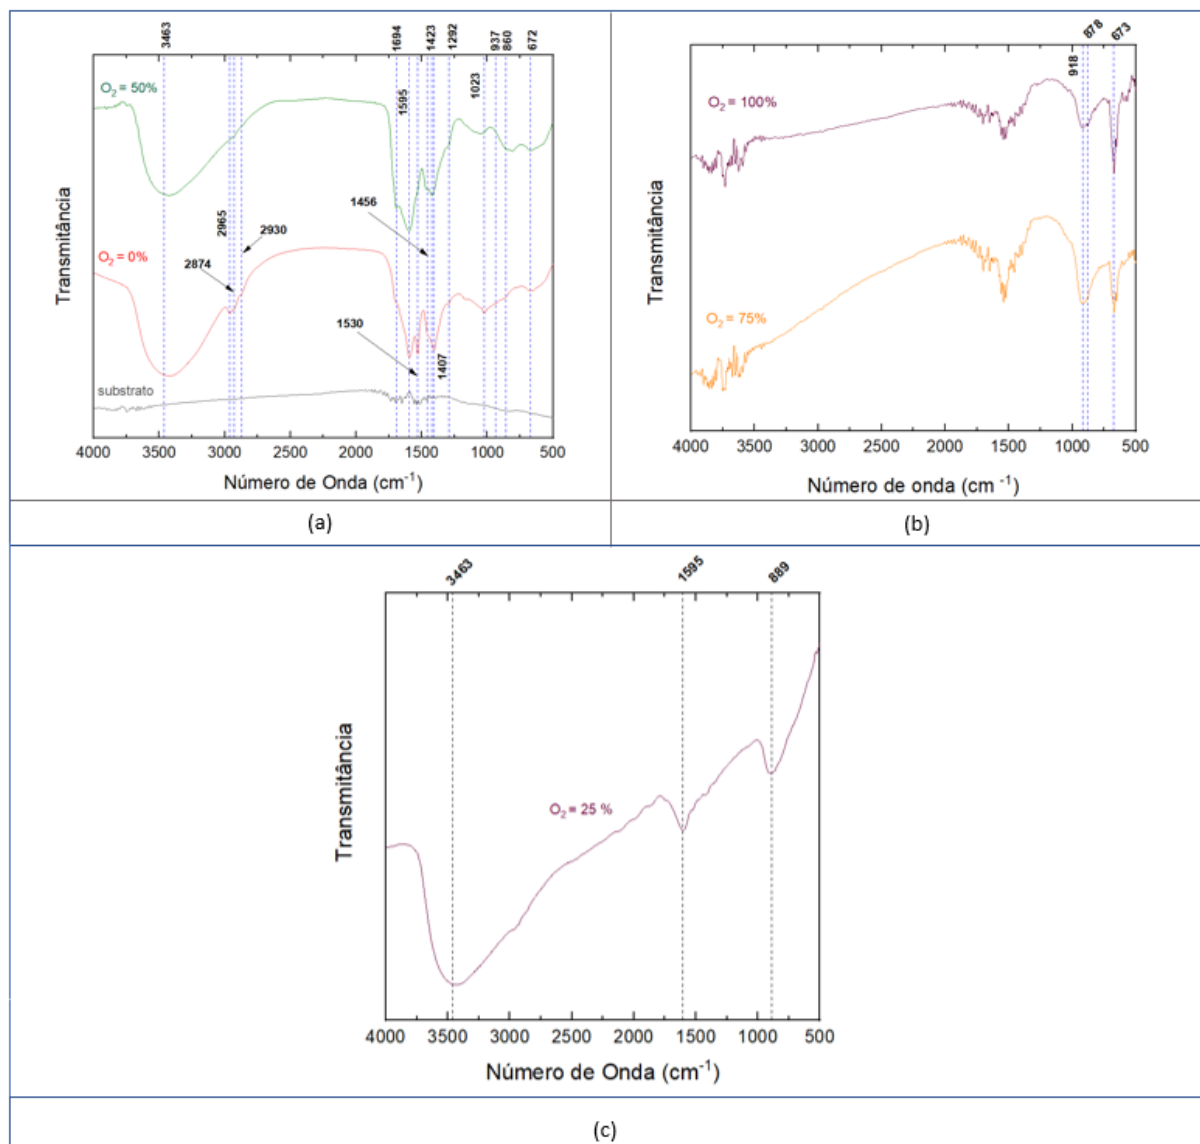 3463
1694
1423
1292
937
860
672
O2 = 50%
1595
1023
2965
2930
1456
2874
O2 = 0%
1530
1407
substrato
Transmitância
4000 3500 3000 2500 2000 1500 1000 500
Número de Onda (cm-1)
(a)
878
673
918
O2 = 100%
O2 = 75%
Transmitância
4000 3500 3000 2500 2000 1500 1000 500
Número de onda (cm -1)
(b)
3463
1595
889
O2 = 25 %
Transmitância
4000 3500 3000 2500 2000 1500 1000 500
Número de Onda (cm-1)
(c)